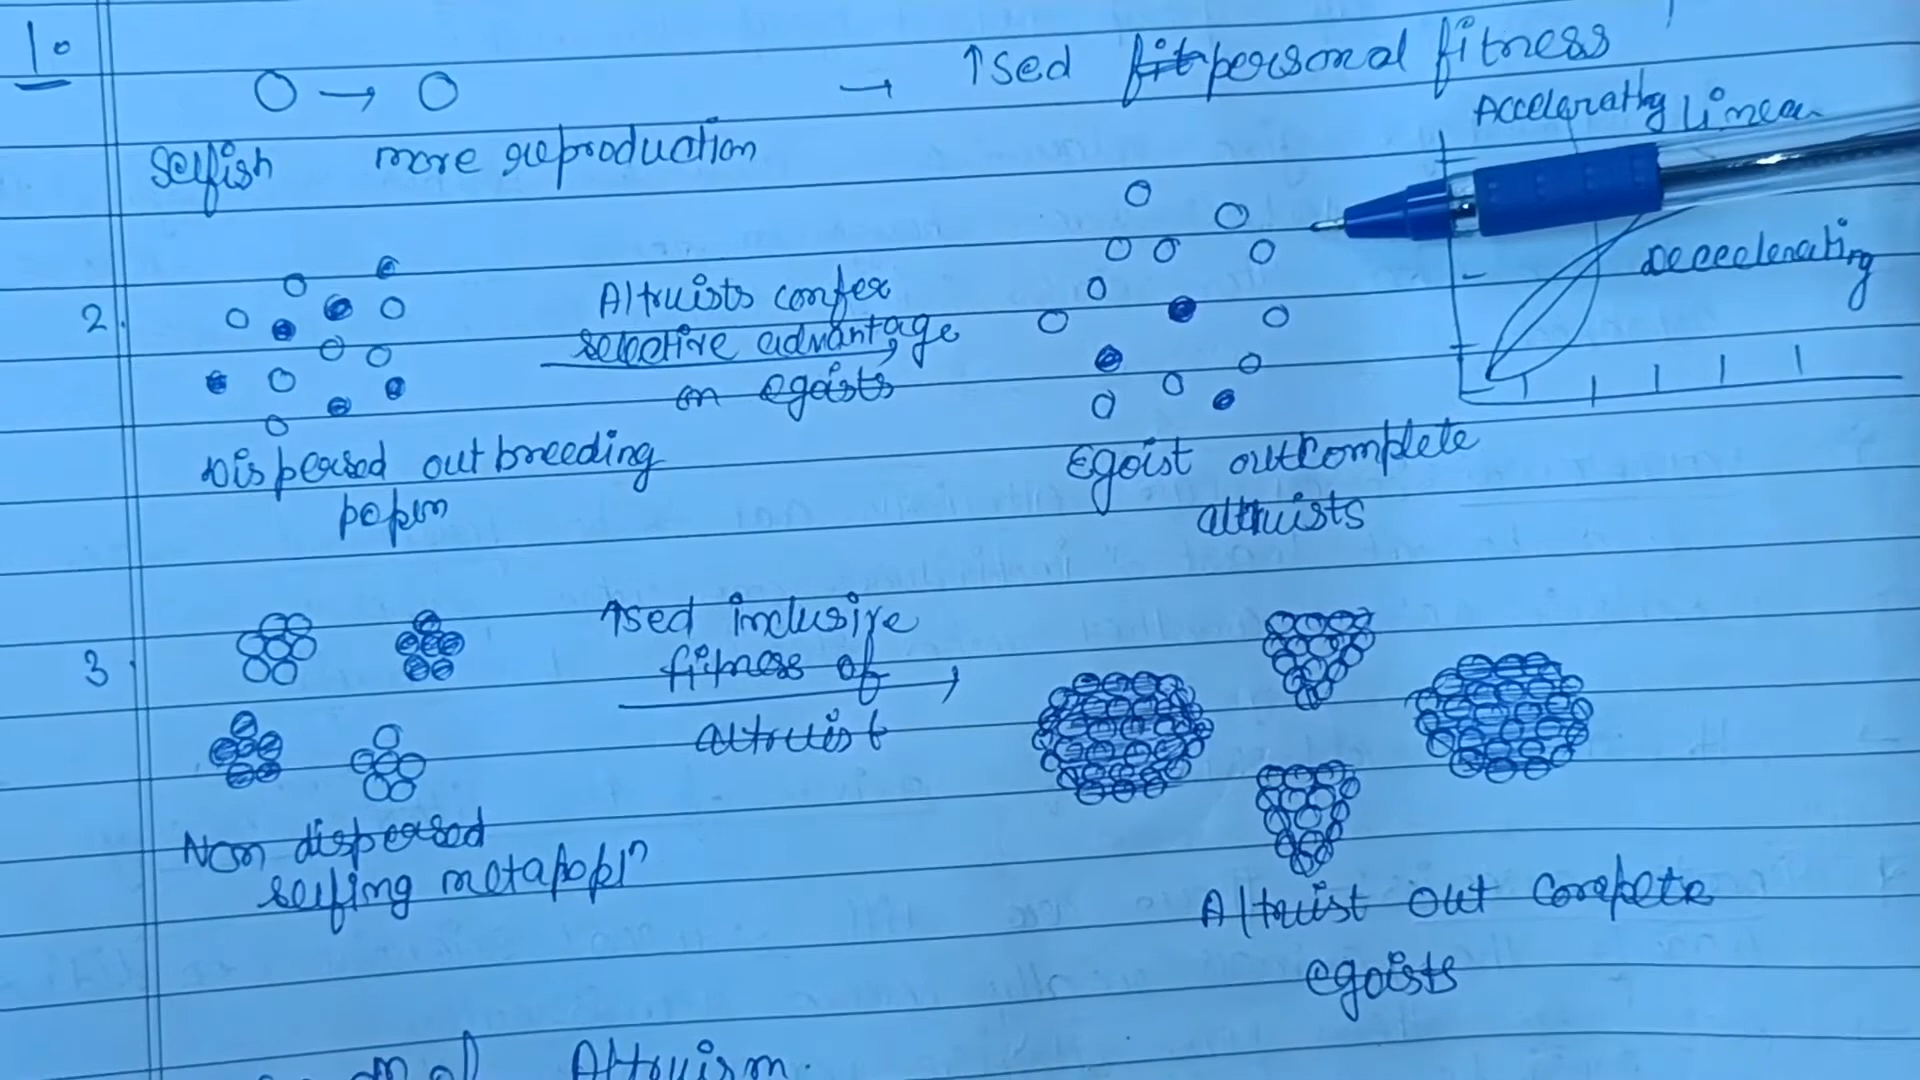 1.
→ ↑sed personal fitness
Selfish more reproduction
Accelerating linear
Decelerating
2.
Altruists confer
selective advantage
on egoists
Dispersed outbreeding
popln
Egoist outcomplete
altruists
3
↑sed inclusive
fitness of
altruist
Non dispersed
selfing metapopln
Altruist out compete
egoists
Altruism.